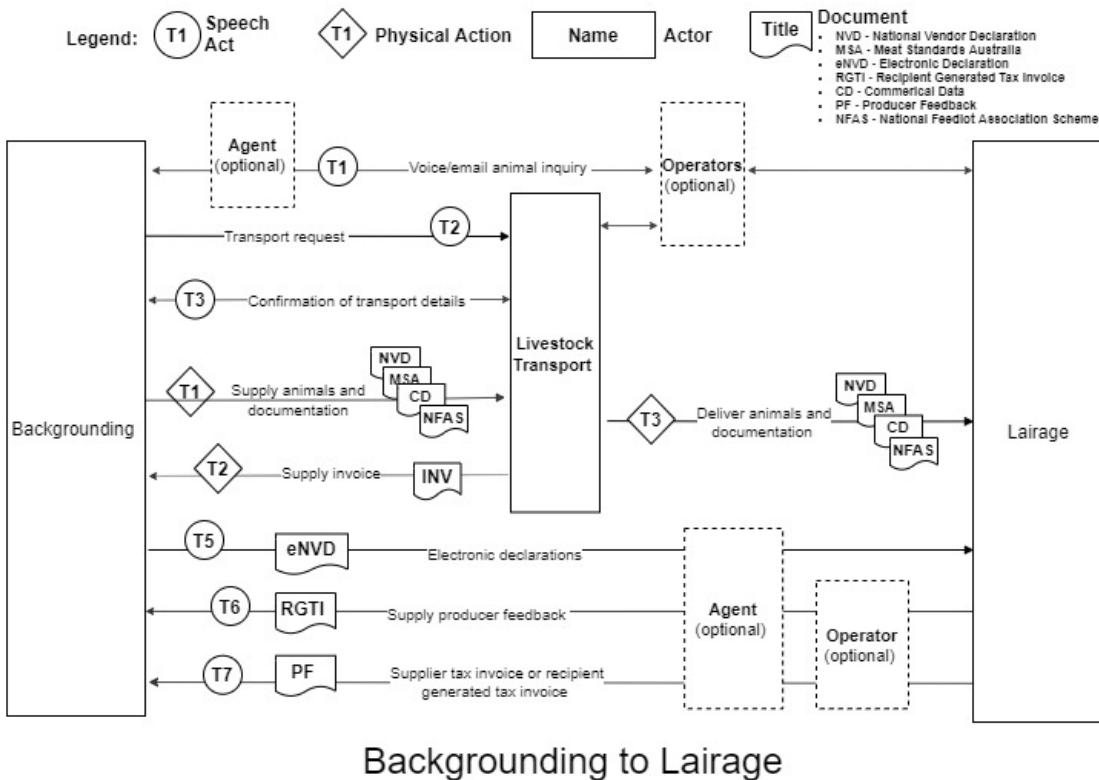 Legend:
T1
Speech
Act
T1
Physical Action
Name
Actor
Title
Document
• NVD - National Vendor Declaration
• MSA - Meat Standards Australia
• eNVD - Electronic Declaration
• RGTI - Recipient Generated Tax Invoice
• CD - Commerical Data
• PF - Producer Feedback
• NFAS - National Feedlot Association Scheme
Agent
(optional)
T1
Voice/email animal inquiry
Operators
(optional)
Transport request
T2
T3
Confirmation of transport details
Livestock
Transport
T1
Supply animals and
documentation
NVD
MSA
CD
NFAS
T3
Deliver animals and
documentation
NVD
MSA
CD
NFAS
Backgrounding
Lairage
T2
Supply invoice
INV
T5
eNVD
Electronic declarations
T6
RGTI
Supply producer feedback
Agent
(optional)
Operator
(optional)
T7
PF
Supplier tax invoice or recipient
generated tax invoice
Backgrounding to Lairage